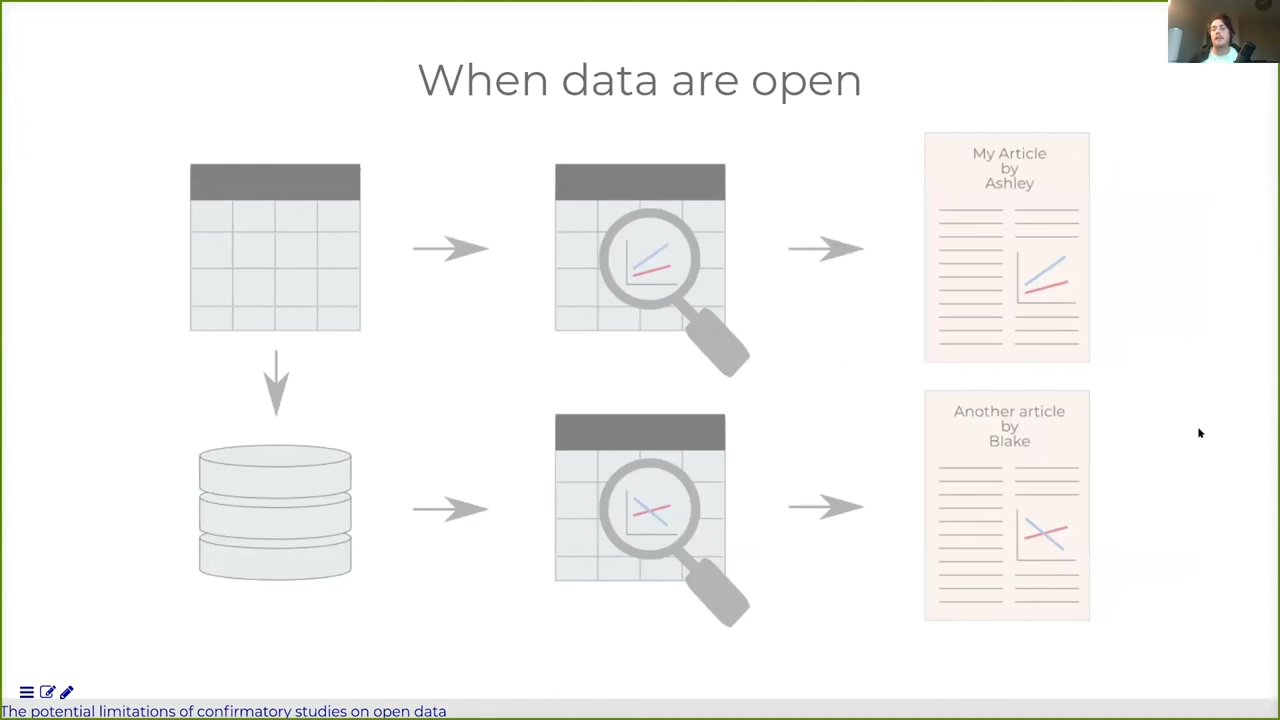 When data are open
My Article
by
Ashley
Another article
by
Blake
The potential limitations of confirmatory studies on open data